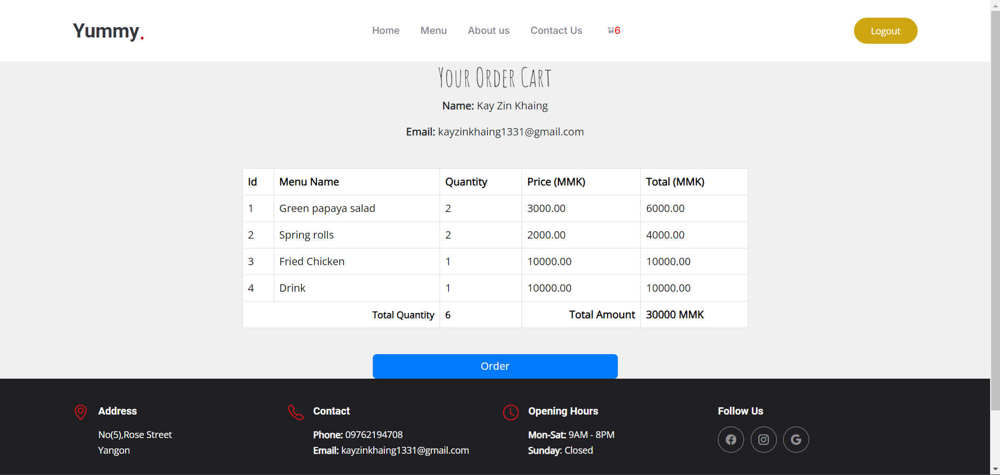 Yummy.
Home Menu About us Contact Us 6 Logout
Your Order Cart
Name: Kay Zin Khaing
Email: kayzinkhaing1331@gmail.com
Id Menu Name Quantity Price (MMK) Total (MMK)
1 Green papaya salad 2 3000.00 6000.00
2 Spring rolls 2 2000.00 4000.00
3 Fried Chicken 1 10000.00 10000.00
4 Drink 1 10000.00 10000.00
Total Quantity 6 Total Amount 30000 MMK
Order
Address
No(5),Rose Street
Yangon
Contact
Phone: 09762194708
Email: kayzinkhaing1331@gmail.com
Opening Hours
Mon-Sat: 9AM - 8PM
Sunday: Closed
Follow Us